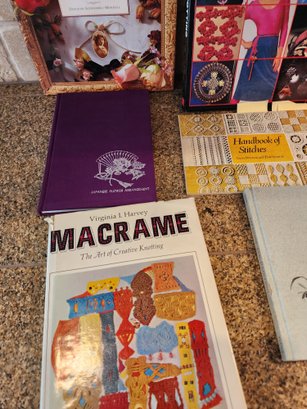 JAPANESE FLOWER ARRANGEMENT
Handbook of
Stitches
Virginia I. Harvey
MACRAME
The Art of Creative Knotting